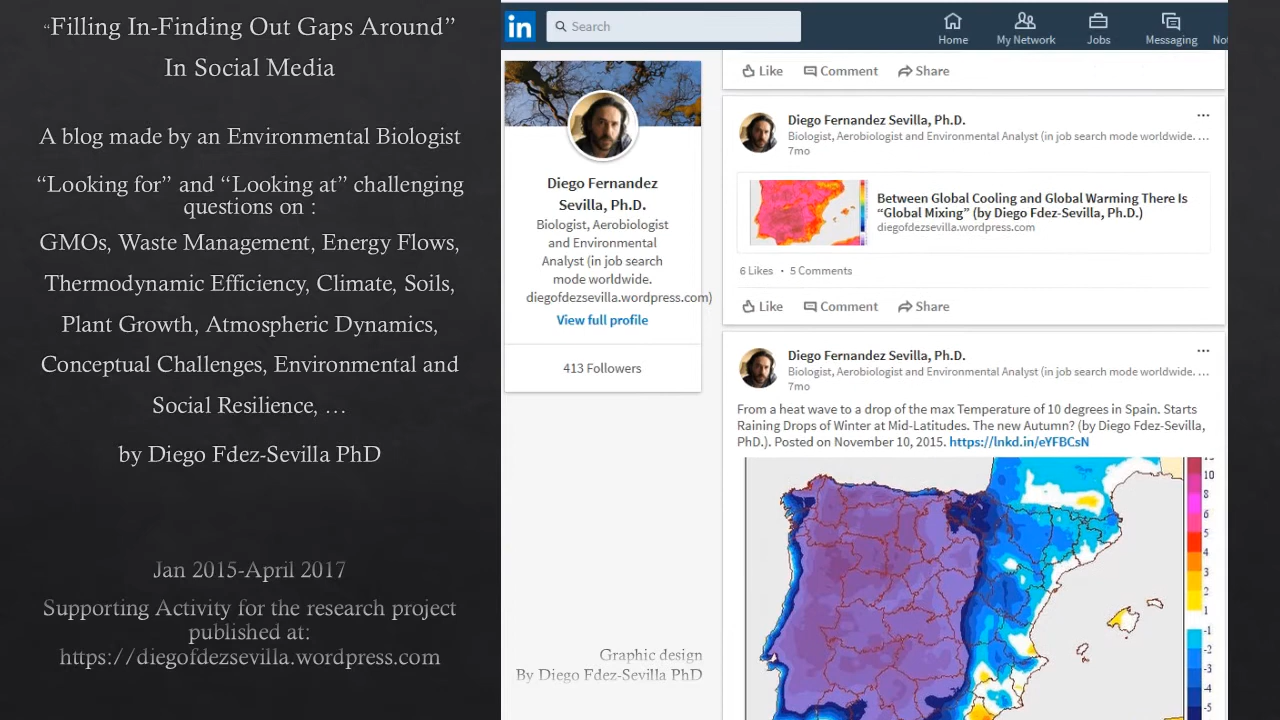 “Filling In-Finding Out Gaps Around”
In Social Media
A blog made by an Environmental Biologist
“Looking for” and “Looking at” challenging
questions on :
GMOs, Waste Management, Energy Flows,
Thermodynamic Efficiency, Climate, Soils,
Plant Growth, Atmospheric Dynamics,
Conceptual Challenges, Environmental and
Social Resilience, …
by Diego Fdez-Sevilla PhD
Jan 2015-April 2017
Supporting Activity for the research project
published at:
https://diegofdezsevilla.wordpress.com
in
Search
Home
My Network
Jobs
Messaging
Not
Diego Fernandez
Sevilla, Ph.D.
Biologist, Aerobiologist
and Environmental
Analyst (in job search
mode worldwide.
diegofdezsevilla.wordpress.com)
View full profile
413 Followers
Graphic design
By Diego Fdez-Sevilla PhD
Like Comment Share
Diego Fernandez Sevilla, Ph.D.
Biologist, Aerobiologist and Environmental Analyst (in job search mode worldwide. …
7mo
Between Global Cooling and Global Warming There Is
“Global Mixing” (by Diego Fdez-Sevilla, Ph.D.)
diegofdezsevilla.wordpress.com
6 Likes • 5 Comments
Like Comment Share
Diego Fernandez Sevilla, Ph.D.
Biologist, Aerobiologist and Environmental Analyst (in job search mode worldwide. …
7mo
From a heat wave to a drop of the max Temperature of 10 degrees in Spain. Starts
Raining Drops of Winter at Mid-Latitudes. The new Autumn? (by Diego Fdez-Sevilla,
PhD.). Posted on November 10, 2015. https://lnkd.in/eYFBCsN
8
6
5
4
3
2
1
-1
-2
-3
-4
-5